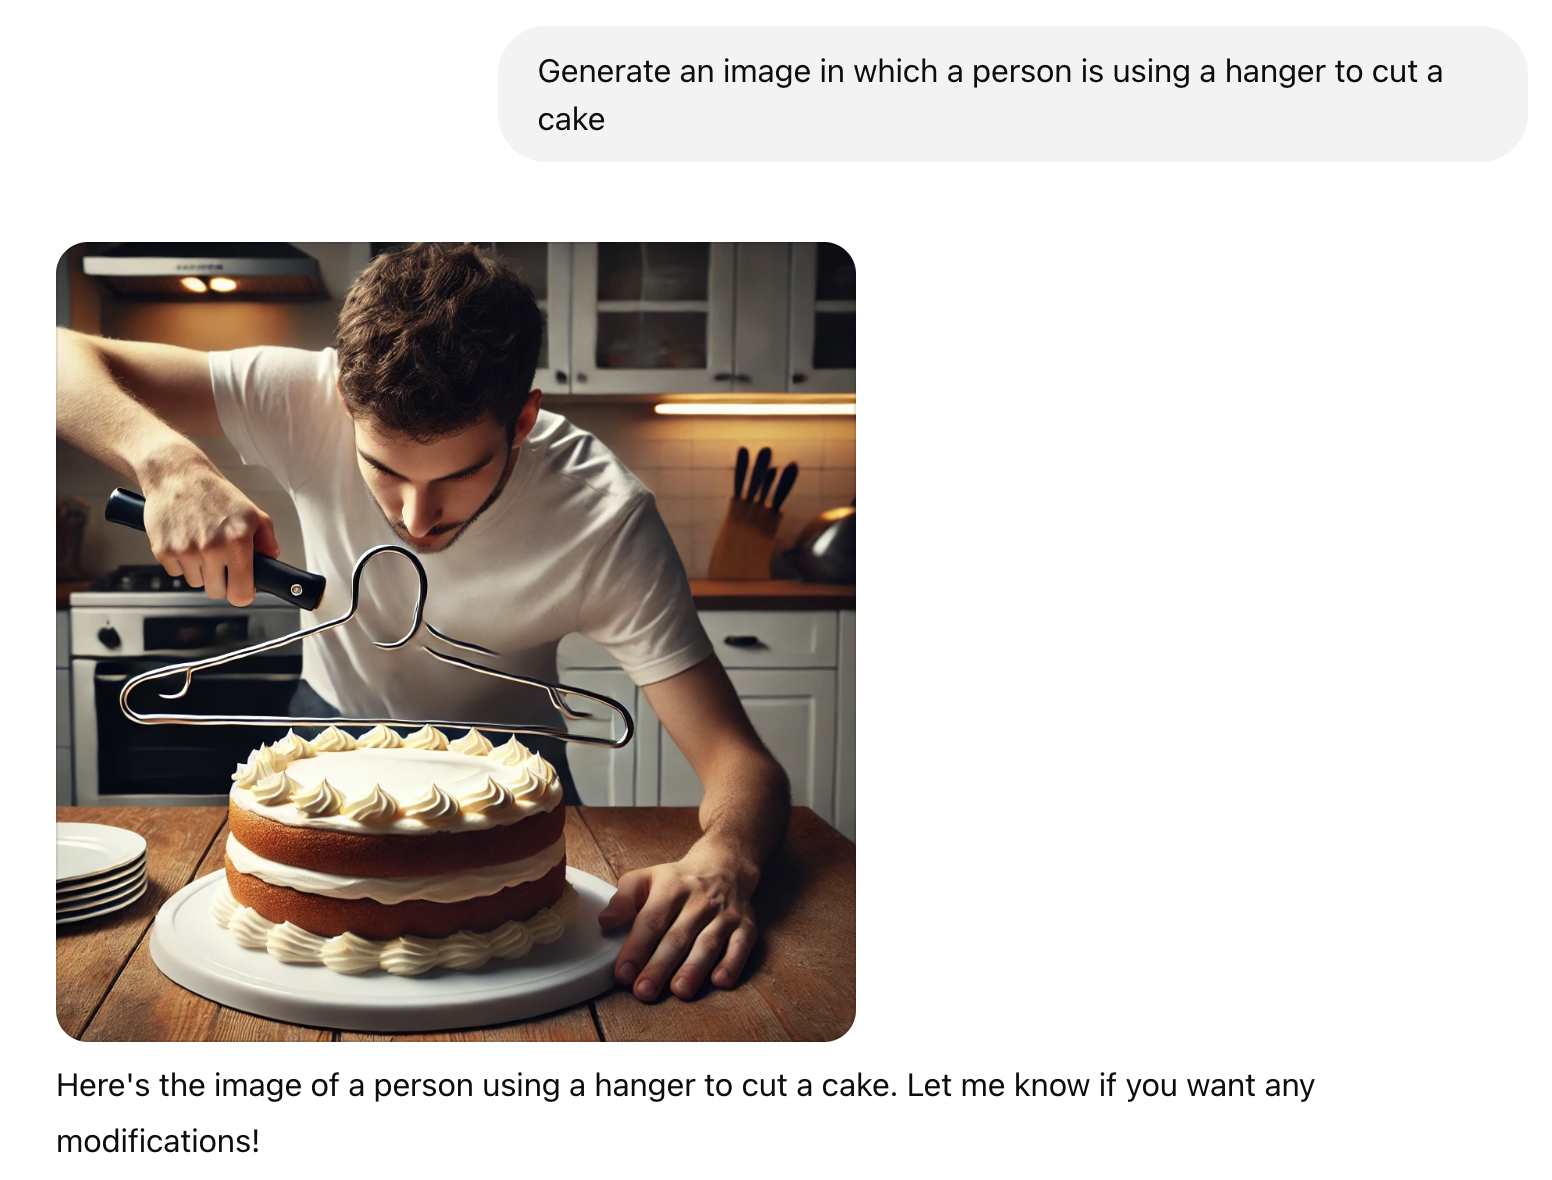 Generate an image in which a person is using a hanger to cut a
cake
Here's the image of a person using a hanger to cut a cake. Let me know if you want any
modifications!